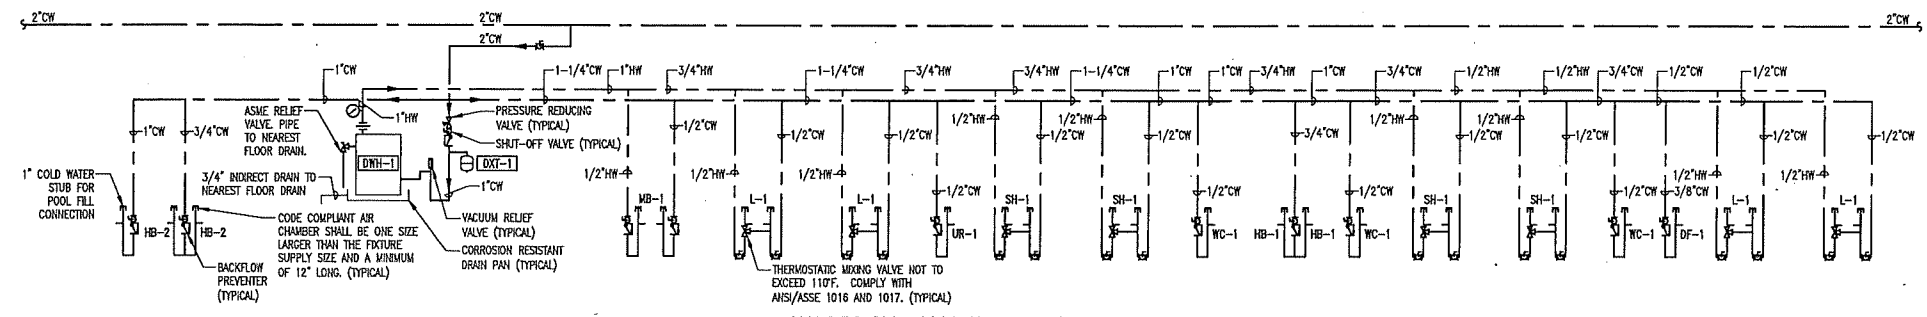 2"CW
2"CW
2"CW
2"CW
1"CW
1-1/4"CW
1"HW
3/4"HW
1-1/4"CW
3/4"HW
3/4"HW
1-1/4"CW
1"CW
1"CW
3/4"HW
1"CW
3/4"CW
1/2"HW
1/2"HW
3/4"CW
1/2"CW
1/2"CW
ASME RELIEF
VALVE. PIPE
TO NEAREST
FLOOR DRAIN.
1"HW
PRESSURE REDUCING
VALVE (TYPICAL)
SHUT-OFF VALVE (TYPICAL)
1/2"HW
1/2"HW
1/2"HW
1/2"HW
1"CW
3/4"CW
1/2"CW
1/2"CW
1/2"CW
1/2"CW
1/2"CW
3/4"CW
1/2"CW
1/2"CW
1/2"CW
1/2"CW
DWH-1
DXT-1
1" COLD WATER
STUB FOR
POOL FILL
CONNECTION
3/4" INDIRECT DRAIN TO
NEAREST FLOOR DRAIN
1"CW
1/2"HW
1/2"HW
1/2"HW
1/2"HW
1/2"HW
1/2"CW
1/2"CW
1/2"CW
1/2"CW
3/8"CW
HB-2
HB-2
MB-1
L-1
L-1
UR-1
SH-1
SH-1
WC-1
HB-1
HB-1
WC-1
SH-1
SH-1
WC-1
DF-1
L-1
L-1
CODE COMPLIANT AIR
CHAMBER SHALL BE ONE SIZE
LARGER THAN THE FIXTURE
SUPPLY SIZE AND A MINIMUM
OF 12" LONG. (TYPICAL)
VACUUM RELIEF
VALVE (TYPICAL)
CORROSION RESISTANT
DRAIN PAN (TYPICAL)
BACKFLOW
PREVENTER
(TYPICAL)
THERMOSTATIC MIXING VALVE NOT TO
EXCEED 110°F. COMPLY WITH
ANSI/ASSE 1016 AND 1017. (TYPICAL)